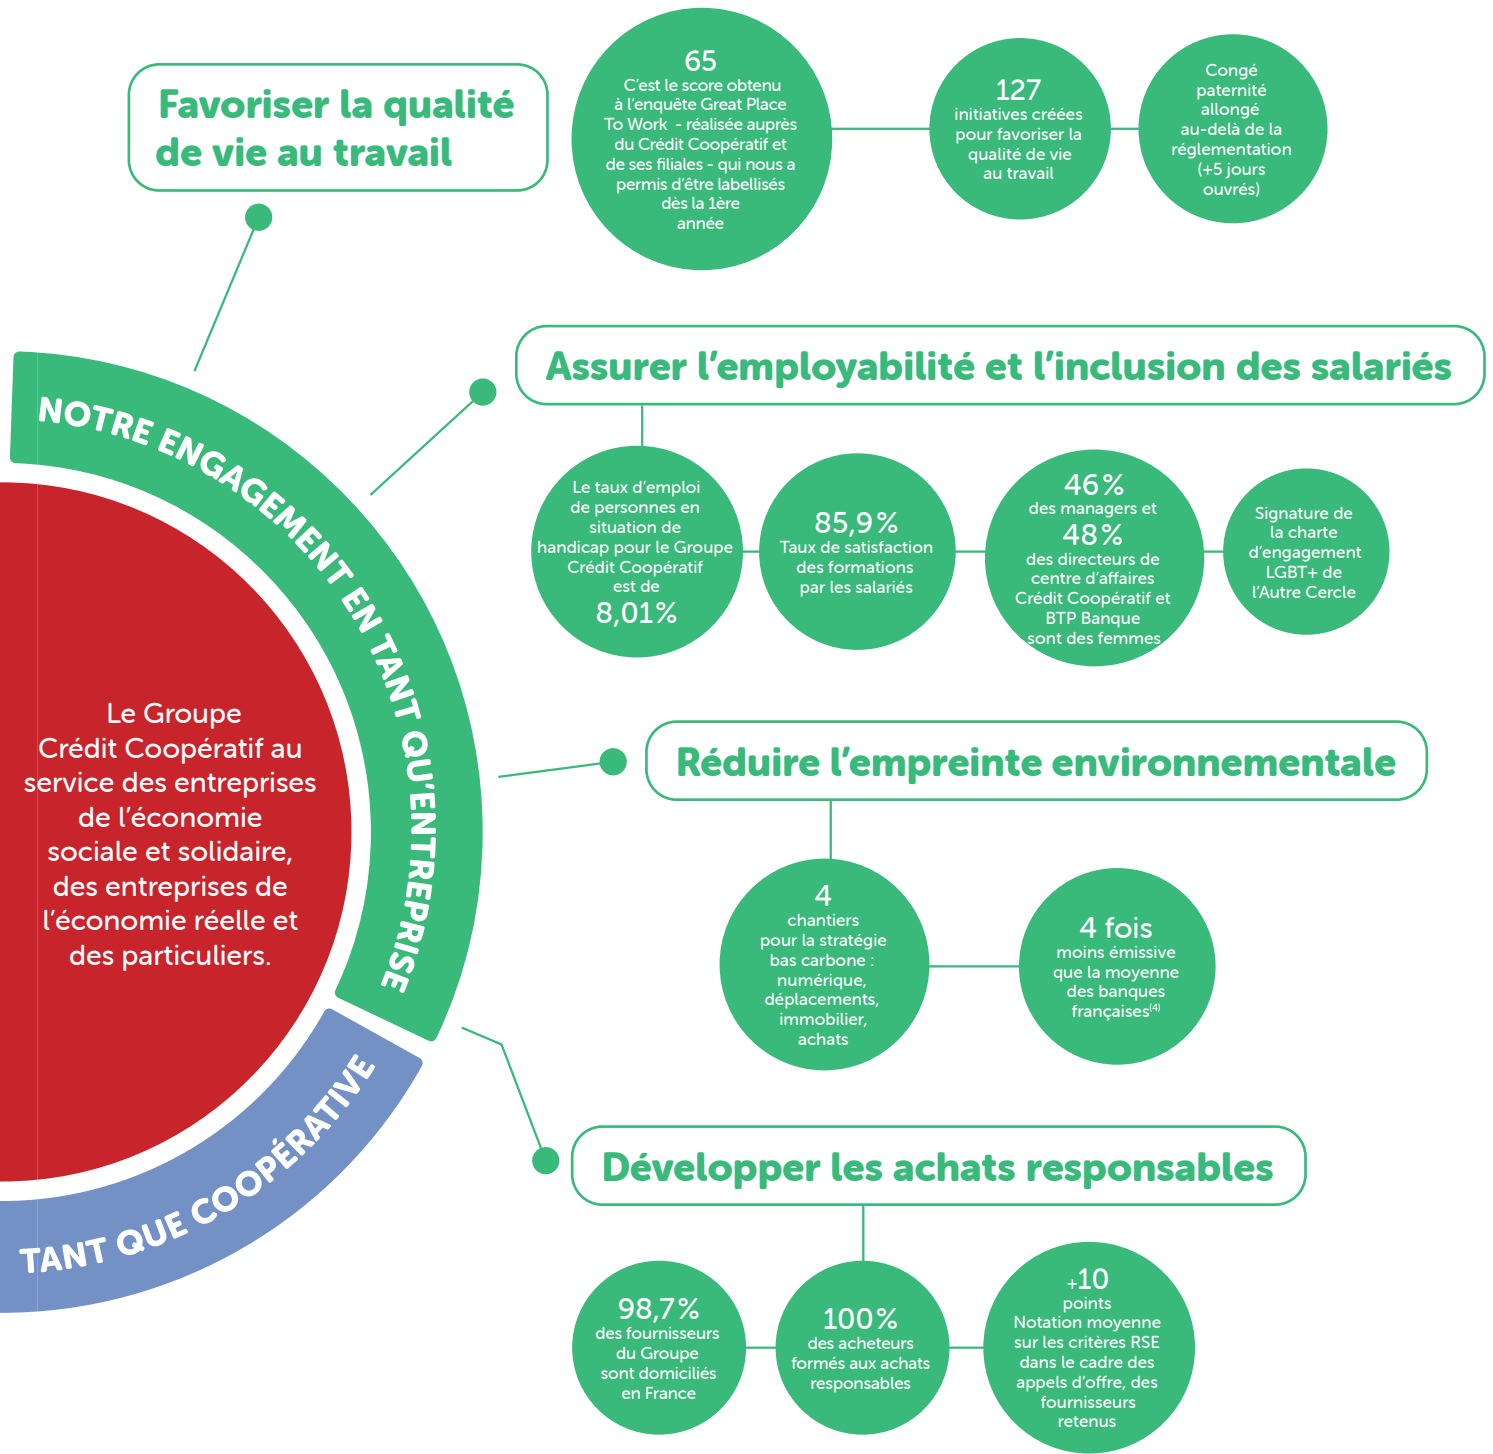 Favoriser la qualité
de vie au travail
65
C’est le score obtenu
à l’enquête Great Place
To Work - réalisée auprès
du Crédit Coopératif et
de ses filiales - qui nous a
permis d’être labellisés
dès la 1ère
année
127
initiatives créées
pour favoriser la
qualité de vie
au travail
Congé
paternité
allongé
au-delà de la
réglementation
(+5 jours
ouvrés)
Assurer l’employabilité et l’inclusion des salariés
Le taux d’emploi
de personnes en
situation de
handicap pour le Groupe
Crédit Coopératif
est de
8,01%
85,9%
Taux de satisfaction
des formations
par les salariés
46%
des managers et
48%
des directeurs de
centre d’affaires
Crédit Coopératif et
BTP Banque
sont des femmes
Signature de
la charte
d’engagement
LGBT+ de
l’Autre Cercle
NOTRE ENGAGEMENT EN TANT QU’ENTREPRISE
Le Groupe
Crédit Coopératif au
service des entreprises
de l’économie
sociale et solidaire,
des entreprises de
l’économie réelle et
des particuliers.
TANT QUE COOPÉRATIVE
Réduire l’empreinte environnementale
4
chantiers
pour la stratégie
bas carbone :
numérique,
déplacements,
immobilier,
achats
4 fois
moins émissive
que la moyenne
des banques
françaises(4)
Développer les achats responsables
98,7%
des fournisseurs
du Groupe
sont domiciliés
en France
100%
des acheteurs
formés aux achats
responsables
+10
points
Notation moyenne
sur les critères RSE
dans le cadre des
appels d’offre, des
fournisseurs
retenus